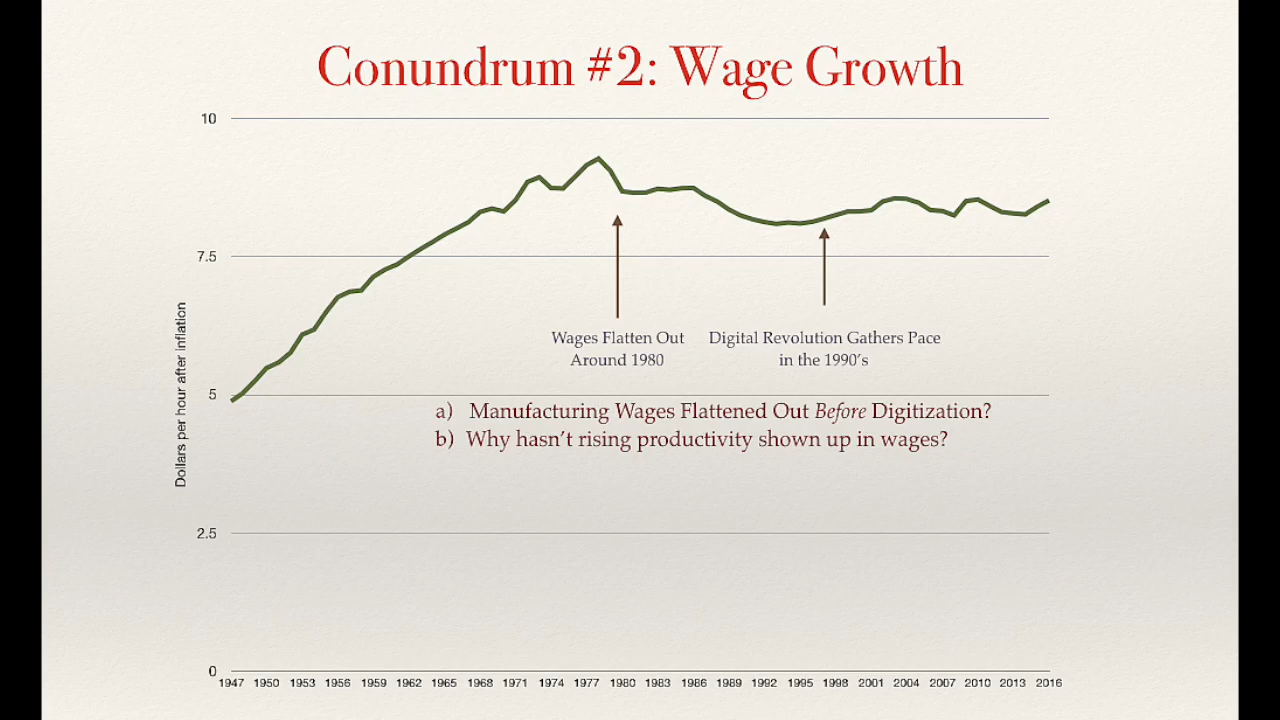 Conundrum #2: Wage Growth
10
7.5
5
2.5
0
Dollars per hour after inflation
Wages Flatten Out
Around 1980
Digital Revolution Gathers Pace
in the 1990's
a) Manufacturing Wages Flattened Out Before Digitization?
b) Why hasn't rising productivity shown up in wages?
1947 1950 1953 1956 1959 1962 1965 1968 1971 1974 1977 1980 1983 1986 1989 1992 1995 1998 2001 2004 2007 2010 2013 2016